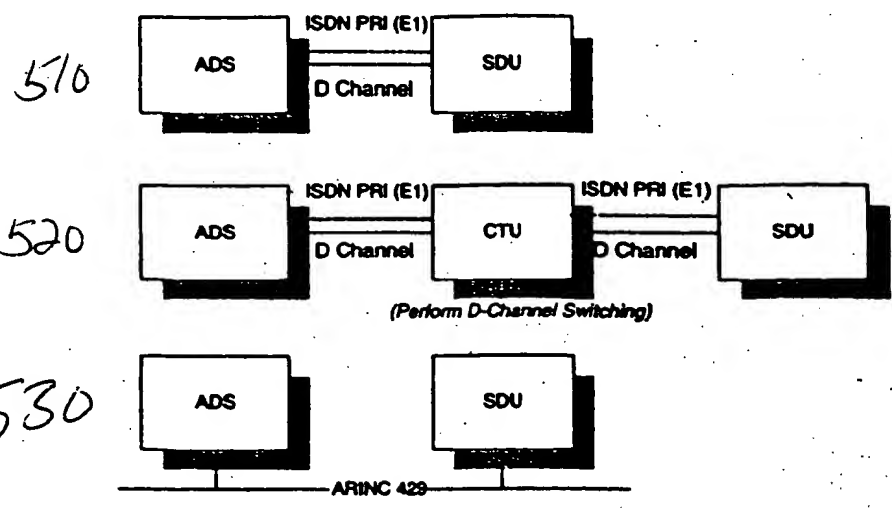 510
ISDN PRI (E1)
ADS
SDU
D Channel
520
ISDN PRI (E1)
ISDN PRI (E1)
ADS
CTU
SDU
D Channel
D Channel
(Perform D-Channel Switching)
530
ADS
SDU
ARINC 429